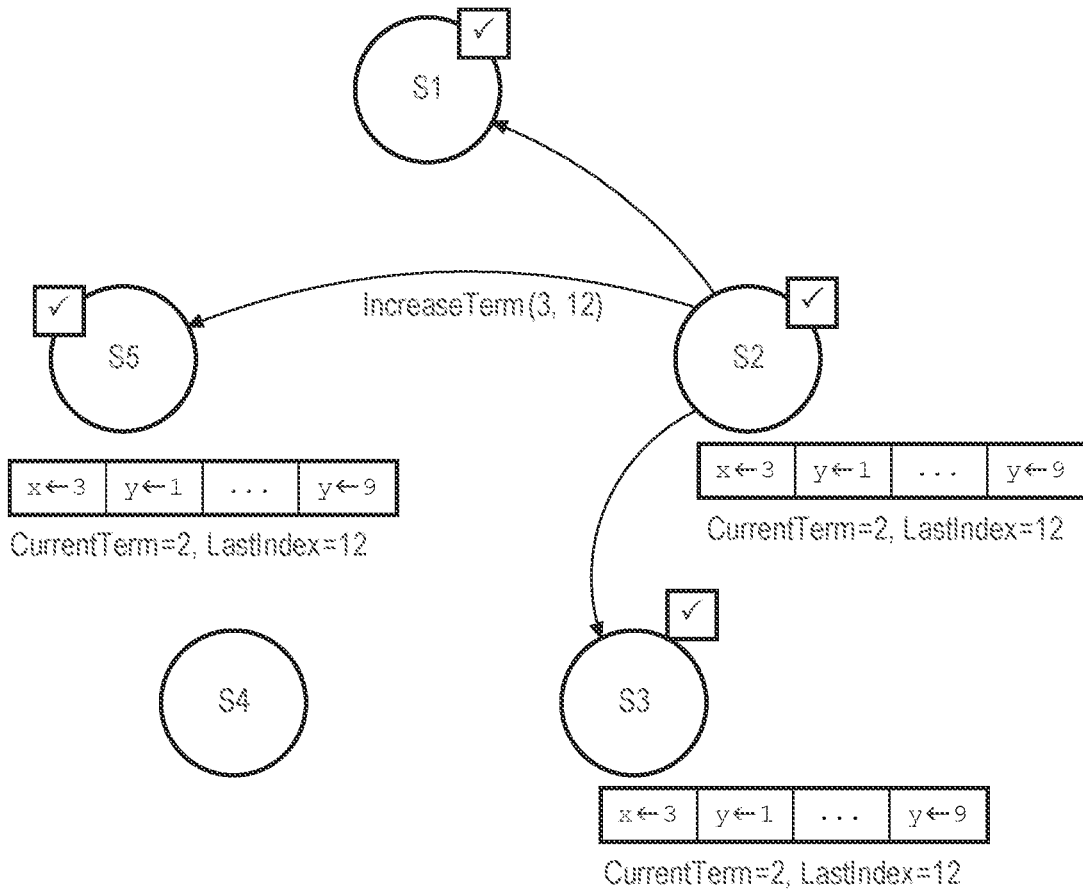 ✓
S1
✓
✓
IncreaseTerm(3, 12)
S5
S2
x←3 y←1 ... y←9
CurrentTerm=2, LastIndex=12
x←3 y←1 ... y←9
CurrentTerm=2, LastIndex=12
✓
S4
S3
x←3 y←1 ... y←9
CurrentTerm=2, LastIndex=12